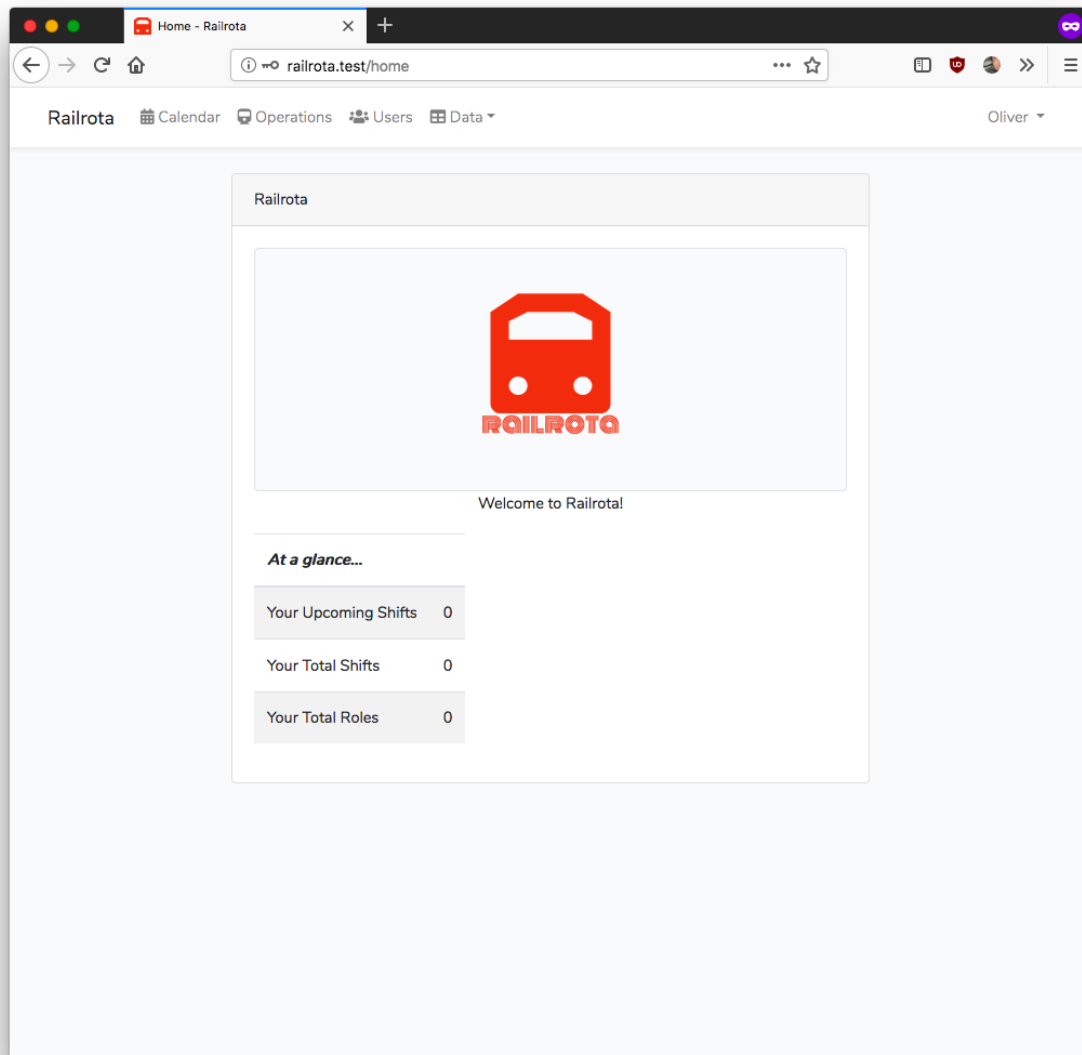 Home - Railrota
railrota.test/home
Railrota Calendar Operations Users Data Oliver
Railrota
RAILROTA
Welcome to Railrota!
At a glance...
Your Upcoming Shifts 0
Your Total Shifts 0
Your Total Roles 0